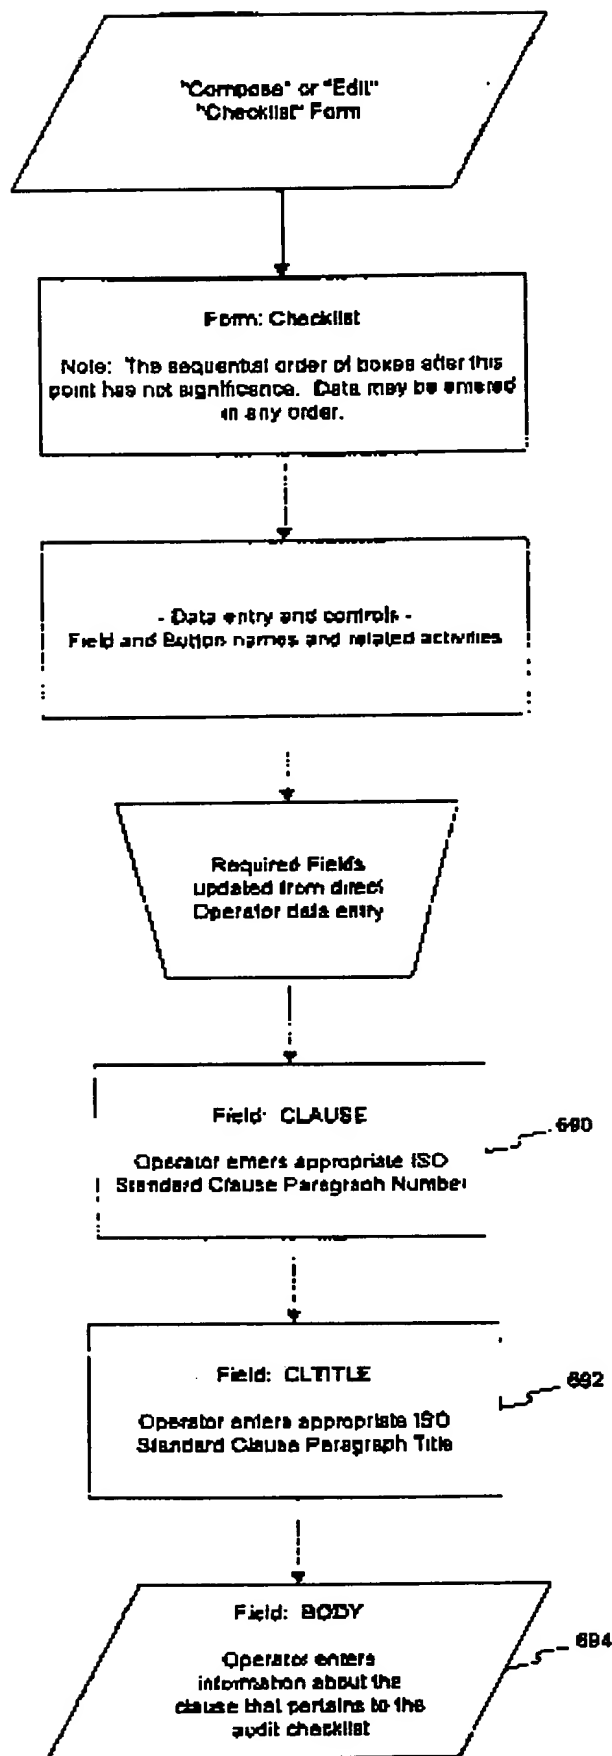 "Compose" or "Edit"
"Checklist" Form
Form: Checklist
Note: The sequential order of boxes after this
point has not significance. Data may be entered
in any order.
- Data entry and controls -
Field and Button names and related activities
Required Fields
updated from direct
Operator data entry
Field: CLAUSE
690
Operator enters appropriate ISO
Standard Clause Paragraph Number
Field: CLTITLE
692
Operator enters appropriate ISO
Standard Clause Paragraph Title
Field: BODY
694
Operator enters
information about the
clause that pertains to the
audit checklist